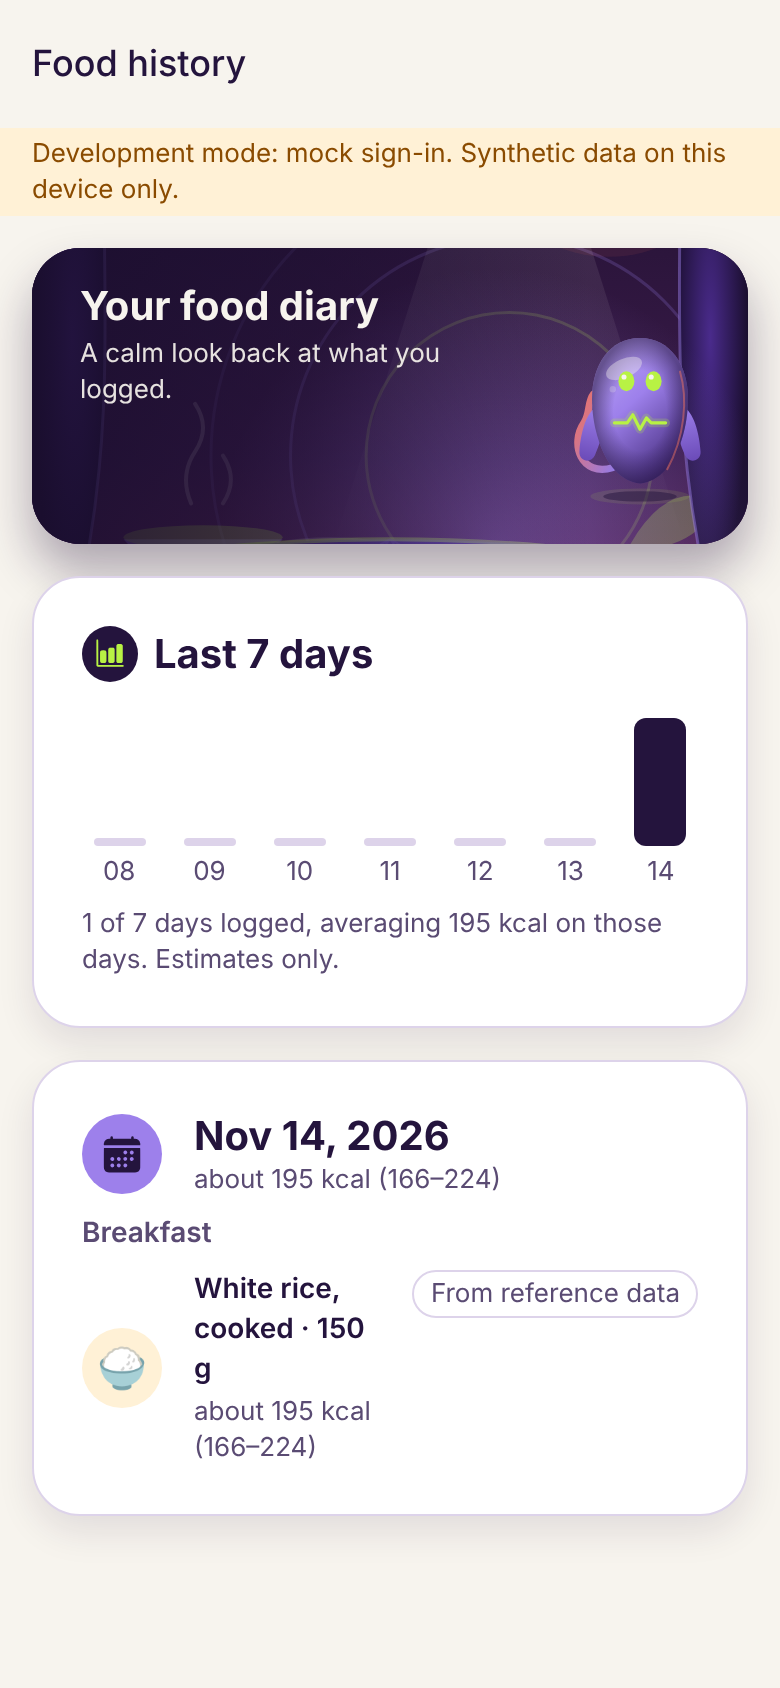 Food history
Development mode: mock sign-in. Synthetic data on this
device only.
Your food diary
A calm look back at what you
logged.
Last 7 days
08 09 10 11 12 13 14
1 of 7 days logged, averaging 195 kcal on those
days. Estimates only.
Nov 14, 2026
about 195 kcal (166–224)
Breakfast
White rice,
cooked · 150
g
From reference data
about 195 kcal
(166–224)